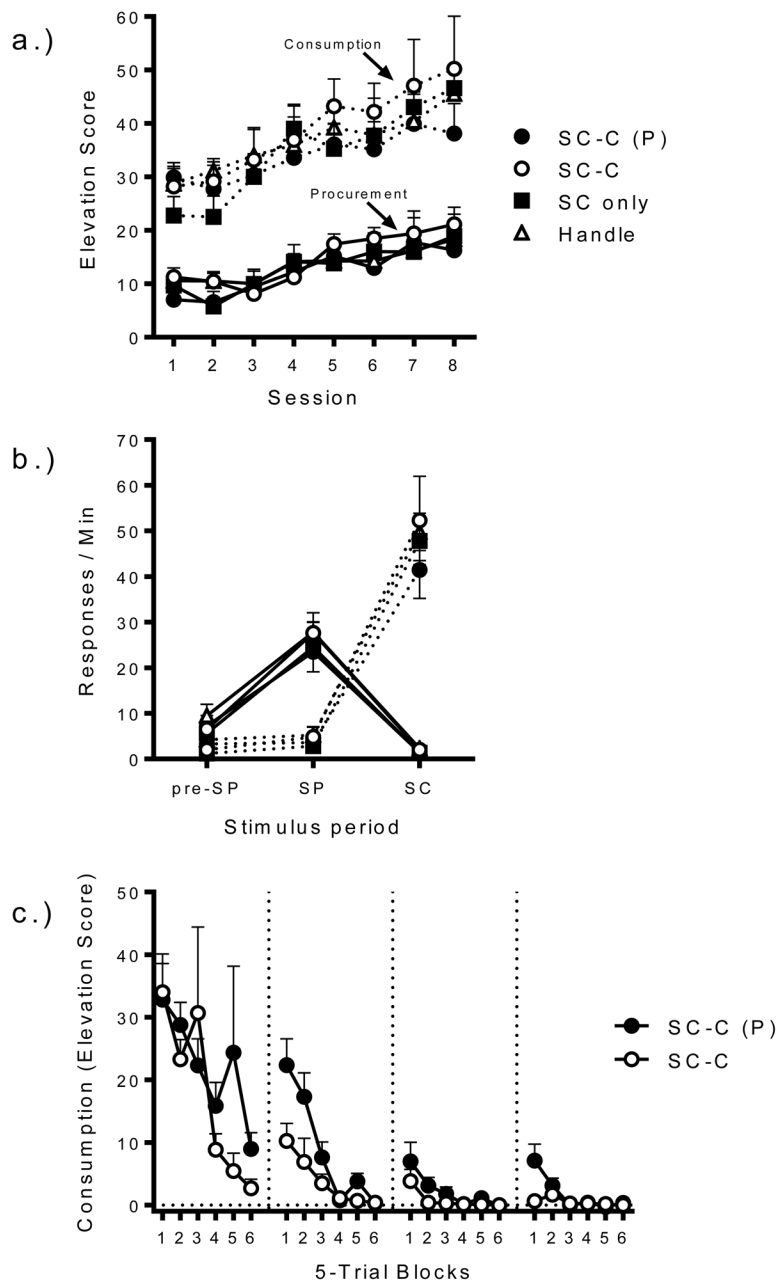 a.)
Elevation Score
60
50
40
30
20
10
0
Consumption
Procurement
1 2 3 4 5 6 7 8
Session
SC-C (P)
SC-C
SC only
Handle
b.)
Responses / Min
70
60
50
40
30
20
10
0
pre-SP SP SC
Stimulus period
c.)
Consumption (Elevation Score)
50
40
30
20
10
0
1 2 3 4 5 6 1 2 3 4 5 6 1 2 3 4 5 6 1 2 3 4 5 6
5-Trial Blocks
SC-C (P)
SC-C